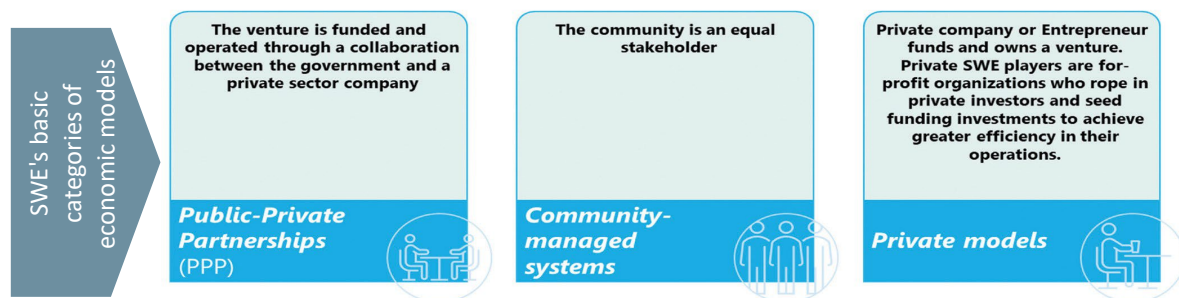 SWE's basic
categories of
economic models
The venture is funded and
operated through a collaboration
between the government and a
private sector company
Public-Private
Partnerships
(PPP)
The community is an equal
stakeholder
Community-
managed
systems
Private company or Entrepreneur
funds and owns a venture.
Private SWE players are for-
profit organizations who rope in
private investors and seed
funding investments to achieve
greater efficiency in their
operations.
Private models